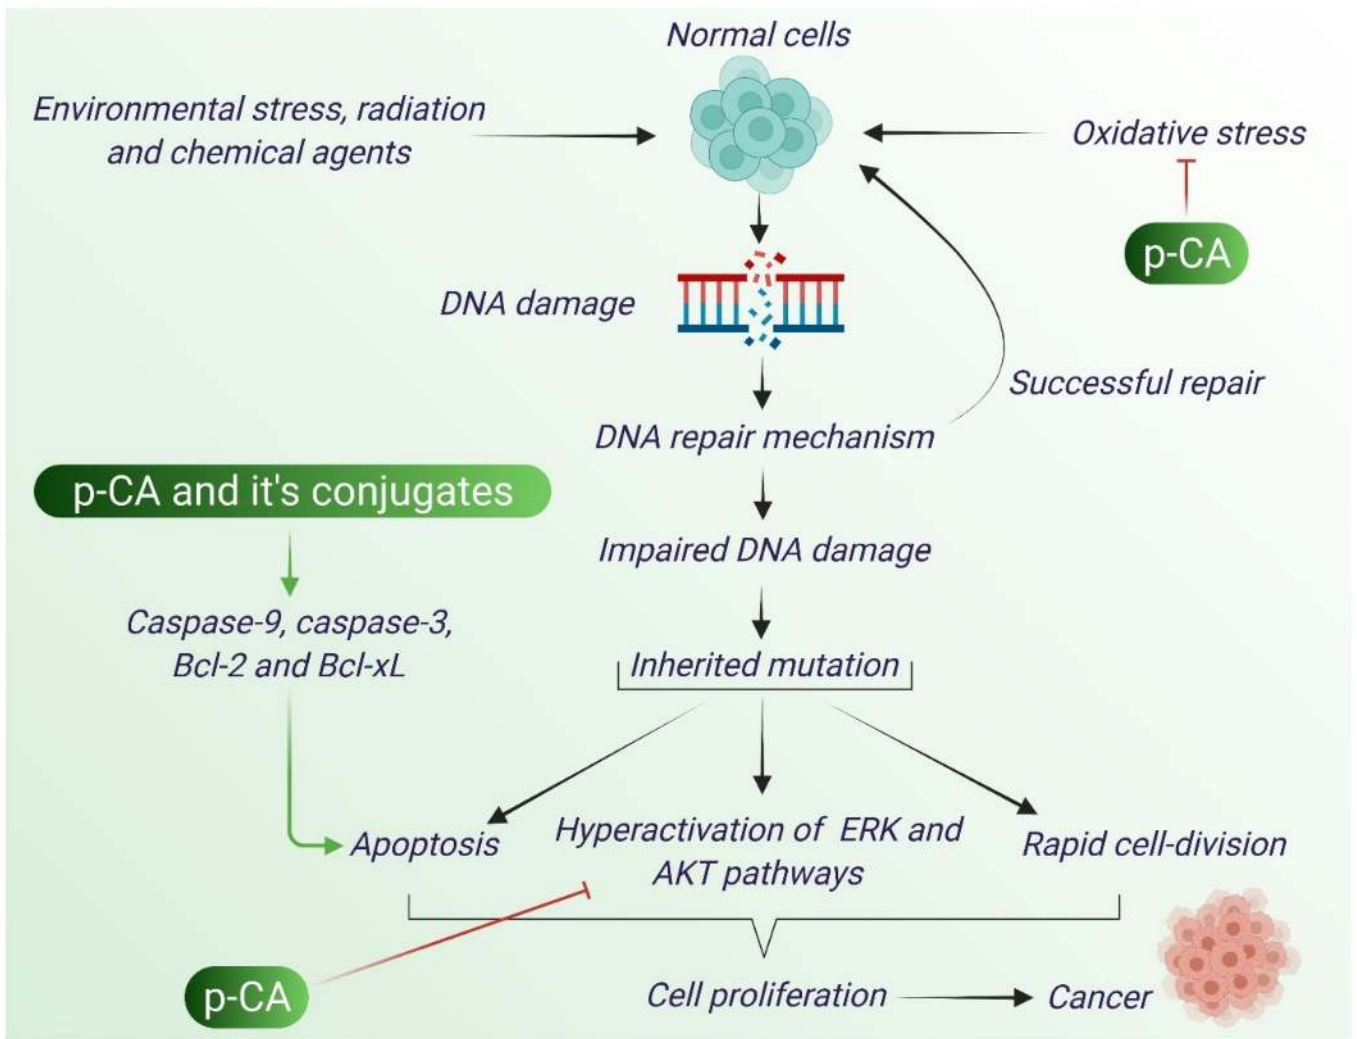 Normal cells
Environmental stress, radiation
and chemical agents
Oxidative stress
p-CA
DNA damage
Successful repair
DNA repair mechanism
p-CA and it's conjugates
Impaired DNA damage
Caspase-9, caspase-3,
Bcl-2 and Bcl-xL
Inherited mutation
Apoptosis
Hyperactivation of ERK and
AKT pathways
Rapid cell-division
p-CA
Cell proliferation
Cancer